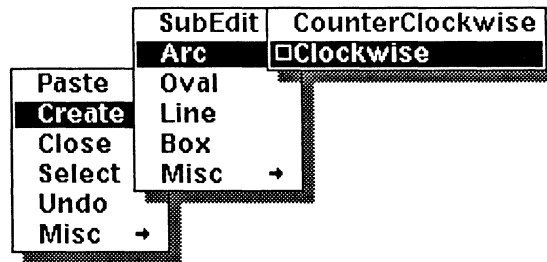 Paste
Create
Close
Select
Undo
Misc →
SubEdit
Arc
Oval
Line
Box
Misc →
CounterClockwise
Clockwise